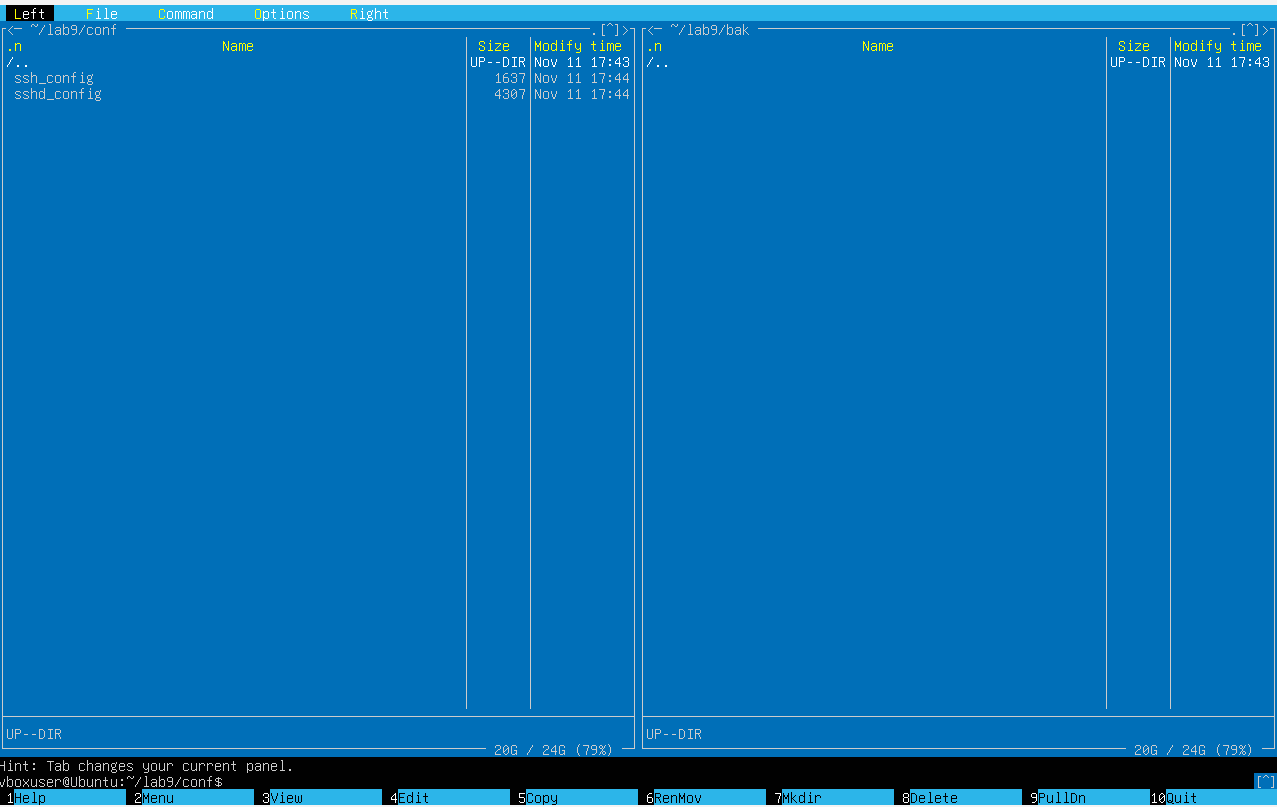 Left File Command Options Right
<─ ~/lab9/conf .[^]> <─ ~/lab9/bak .[^]>
.n Name Size Modify time .n Name Size Modify time
/.. UP--DIR Nov 11 17:43 /.. UP--DIR Nov 11 17:43
ssh_config 1637 Nov 11 17:44
sshd_config 4307 Nov 11 17:44
UP--DIR UP--DIR
20G / 24G (79%) 20G / 24G (79%)
Hint: Tab changes your current panel.
vboxuser@Ubuntu:~/lab9/conf$ [^]
1Help 2Menu 3View 4Edit 5Copy 6RenMov 7Mkdir 8Delete 9PullDn 10Quit